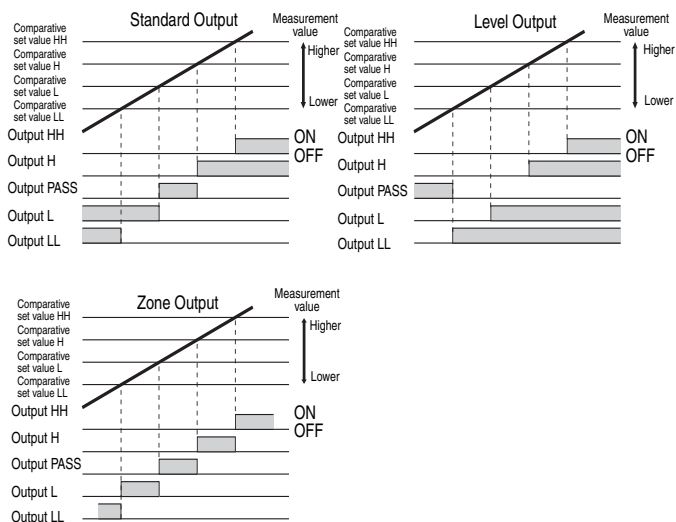 Standard Output
Measurement
value
Comparative
set value HH
Comparative
set value H
Comparative
set value L
Comparative
set value LL
Higher
Lower
Output HH
Output H
Output PASS
Output L
Output LL
ON
OFF
Level Output
Measurement
value
Comparative
set value HH
Comparative
set value H
Comparative
set value L
Comparative
set value LL
Higher
Lower
Output HH
Output H
Output PASS
Output L
Output LL
ON
OFF
Zone Output
Measurement
value
Comparative
set value HH
Comparative
set value H
Comparative
set value L
Comparative
set value LL
Higher
Lower
Output HH
Output H
Output PASS
Output L
Output LL
ON
OFF